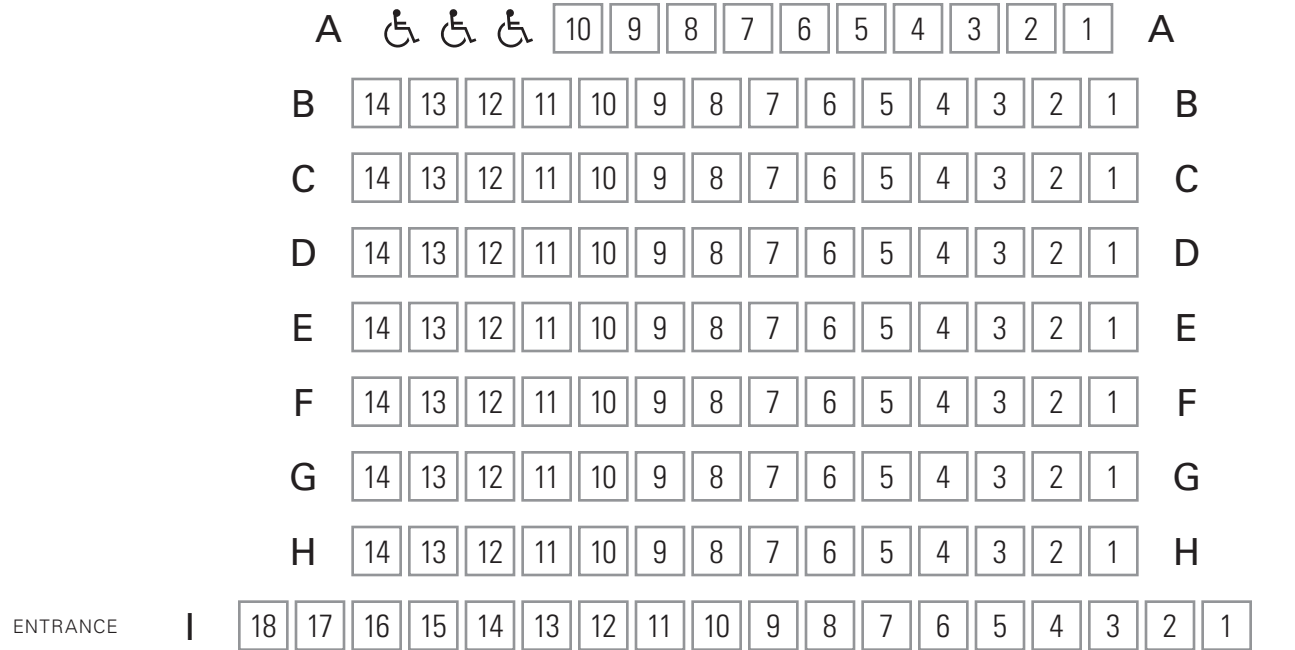 A 10 9 8 7 6 5 4 3 2 1 A
B 14 13 12 11 10 9 8 7 6 5 4 3 2 1 B
C 14 13 12 11 10 9 8 7 6 5 4 3 2 1 C
D 14 13 12 11 10 9 8 7 6 5 4 3 2 1 D
E 14 13 12 11 10 9 8 7 6 5 4 3 2 1 E
F 14 13 12 11 10 9 8 7 6 5 4 3 2 1 F
G 14 13 12 11 10 9 8 7 6 5 4 3 2 1 G
H 14 13 12 11 10 9 8 7 6 5 4 3 2 1 H
ENTRANCE I 18 17 16 15 14 13 12 11 10 9 8 7 6 5 4 3 2 1